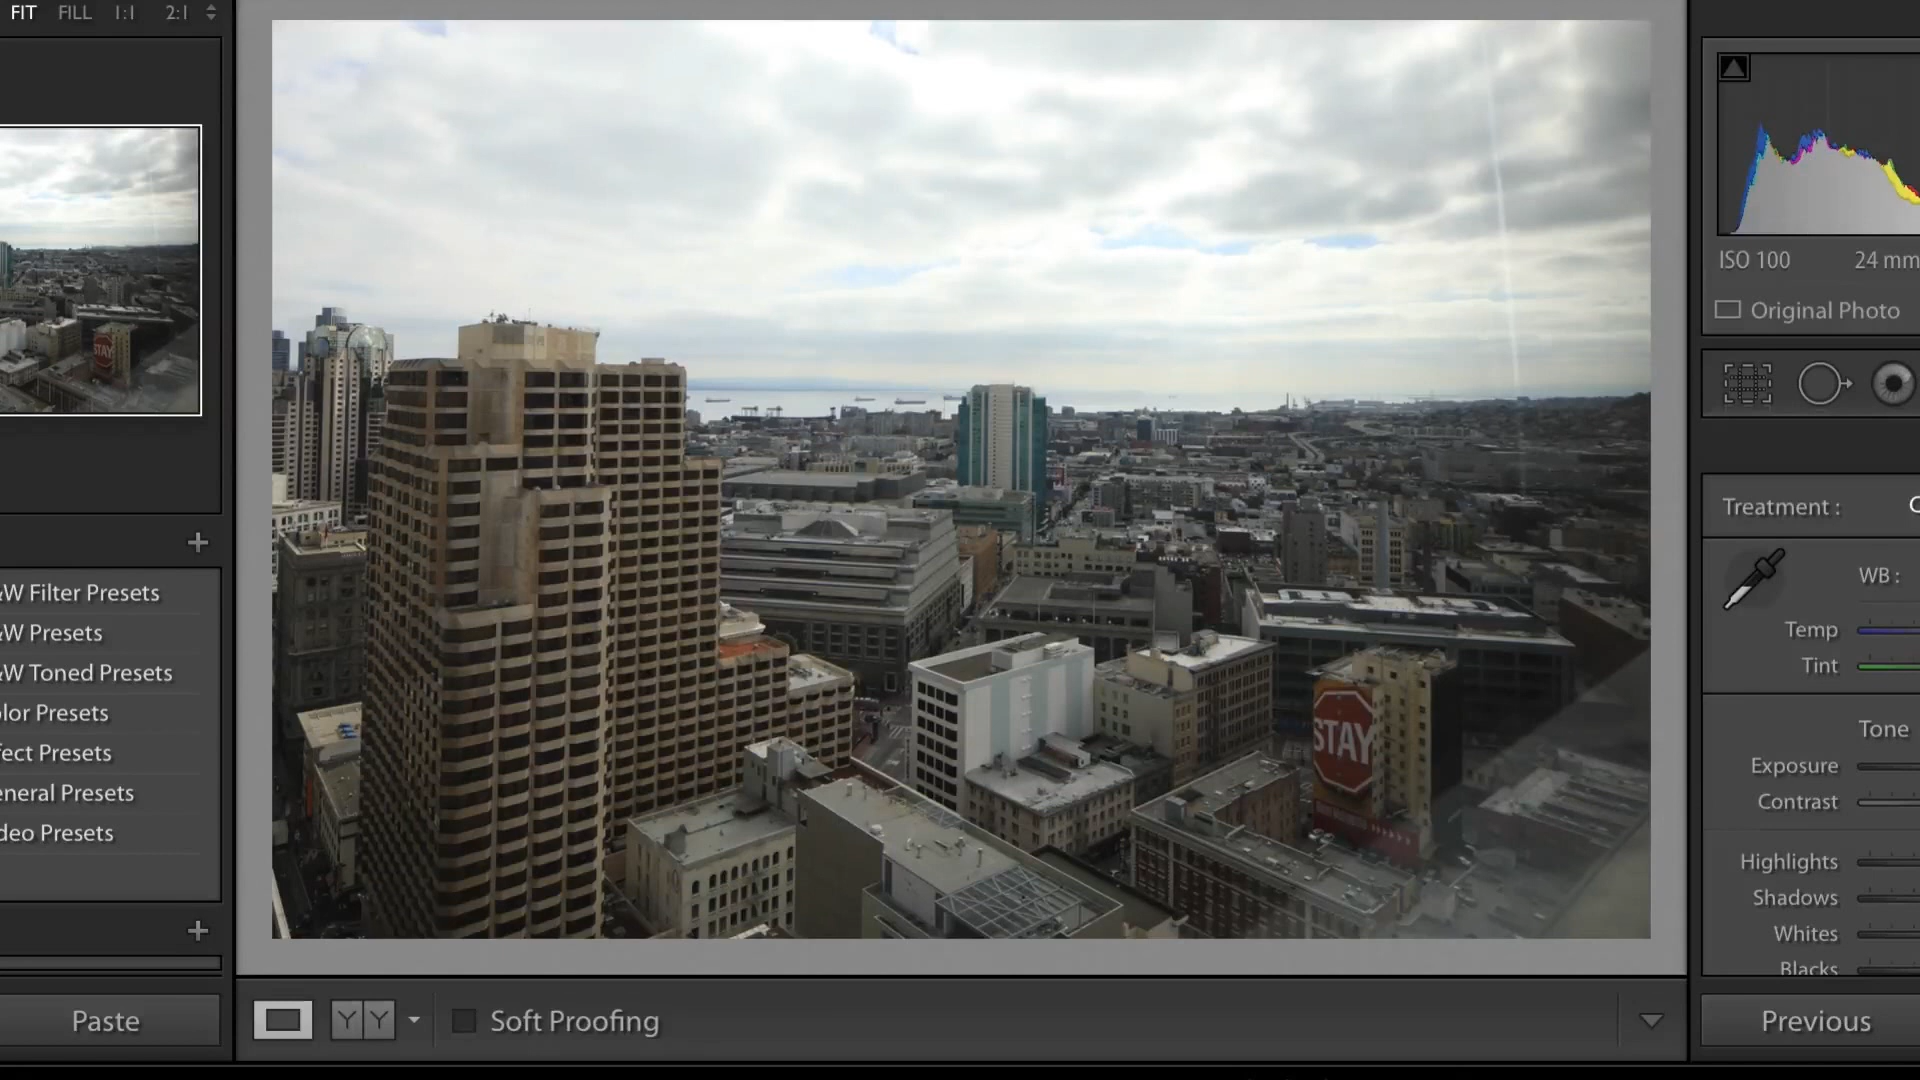 FIT FILL 1:1 2:1
&W Filter Presets
&W Presets
&W Toned Presets
lor Presets
fect Presets
eneral Presets
deo Presets
Paste
STAY
Soft Proofing
ISO 100 24 mm
Original Photo
Treatment :
WB :
Temp
Tint
Tone
Exposure
Contrast
Highlights
Shadows
Whites
Blacks
Previous